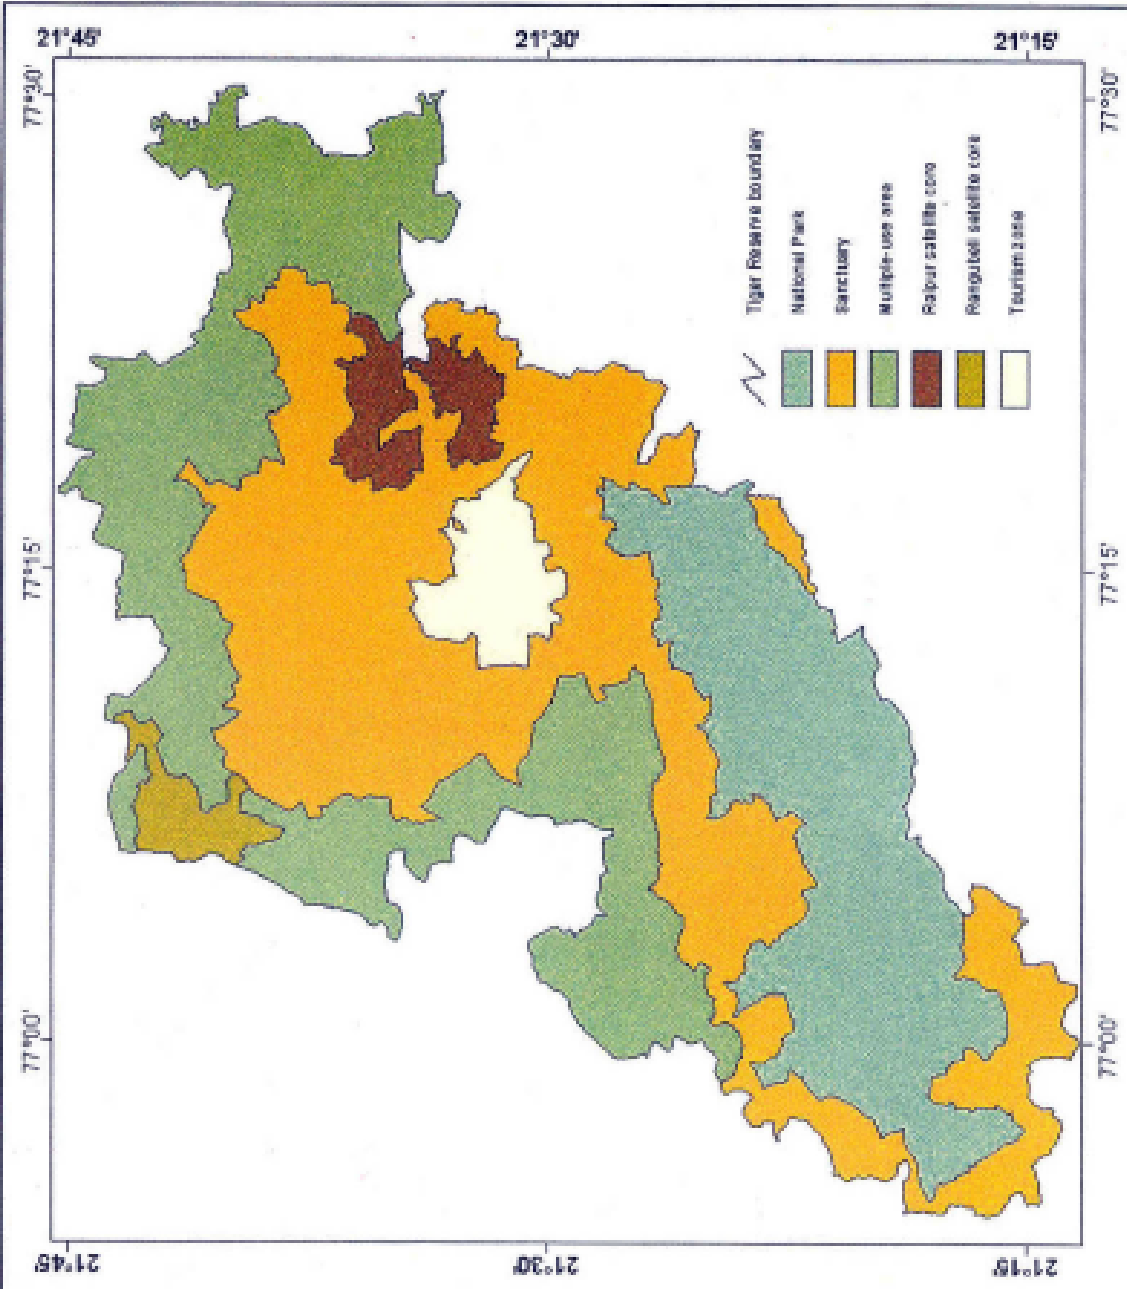 21°45'
21°30'
21°15'
77°30'
77°30'
77°15'
77°15'
77°00'
77°00'
21°45'
21°30'
21°15'
Tiger Reserve boundary
National Park
Sanctuary
Multiple-use area
Raipur satellite core
Rangubeli satellite core
Tourism zone